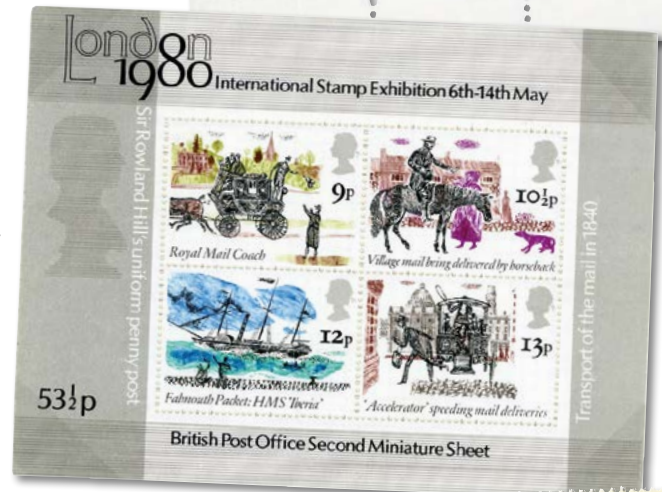 London
1980
International Stamp Exhibition 6th-14th May
Sir Rowland Hill's uniform penny post
9p
Royal Mail Coach
10½p
Village mail being delivered by horseback
12p
Falmouth Packet: HMS 'Iberia'
13p
'Accelerator' speeding mail deliveries
Transport of the mail in 1840
53½p
British Post Office Second Miniature Sheet